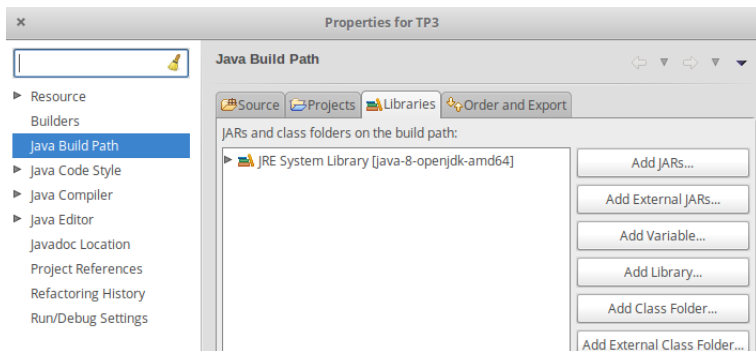 Properties for TP3
Java Build Path
Resource
Builders
Java Build Path
Java Code Style
Java Compiler
Java Editor
Javadoc Location
Project References
Refactoring History
Run/Debug Settings
Source Projects Libraries Order and Export
JARs and class folders on the build path:
JRE System Library [java-8-openjdk-amd64]
Add JARs...
Add External JARs...
Add Variable...
Add Library...
Add Class Folder...
Add External Class Folder...